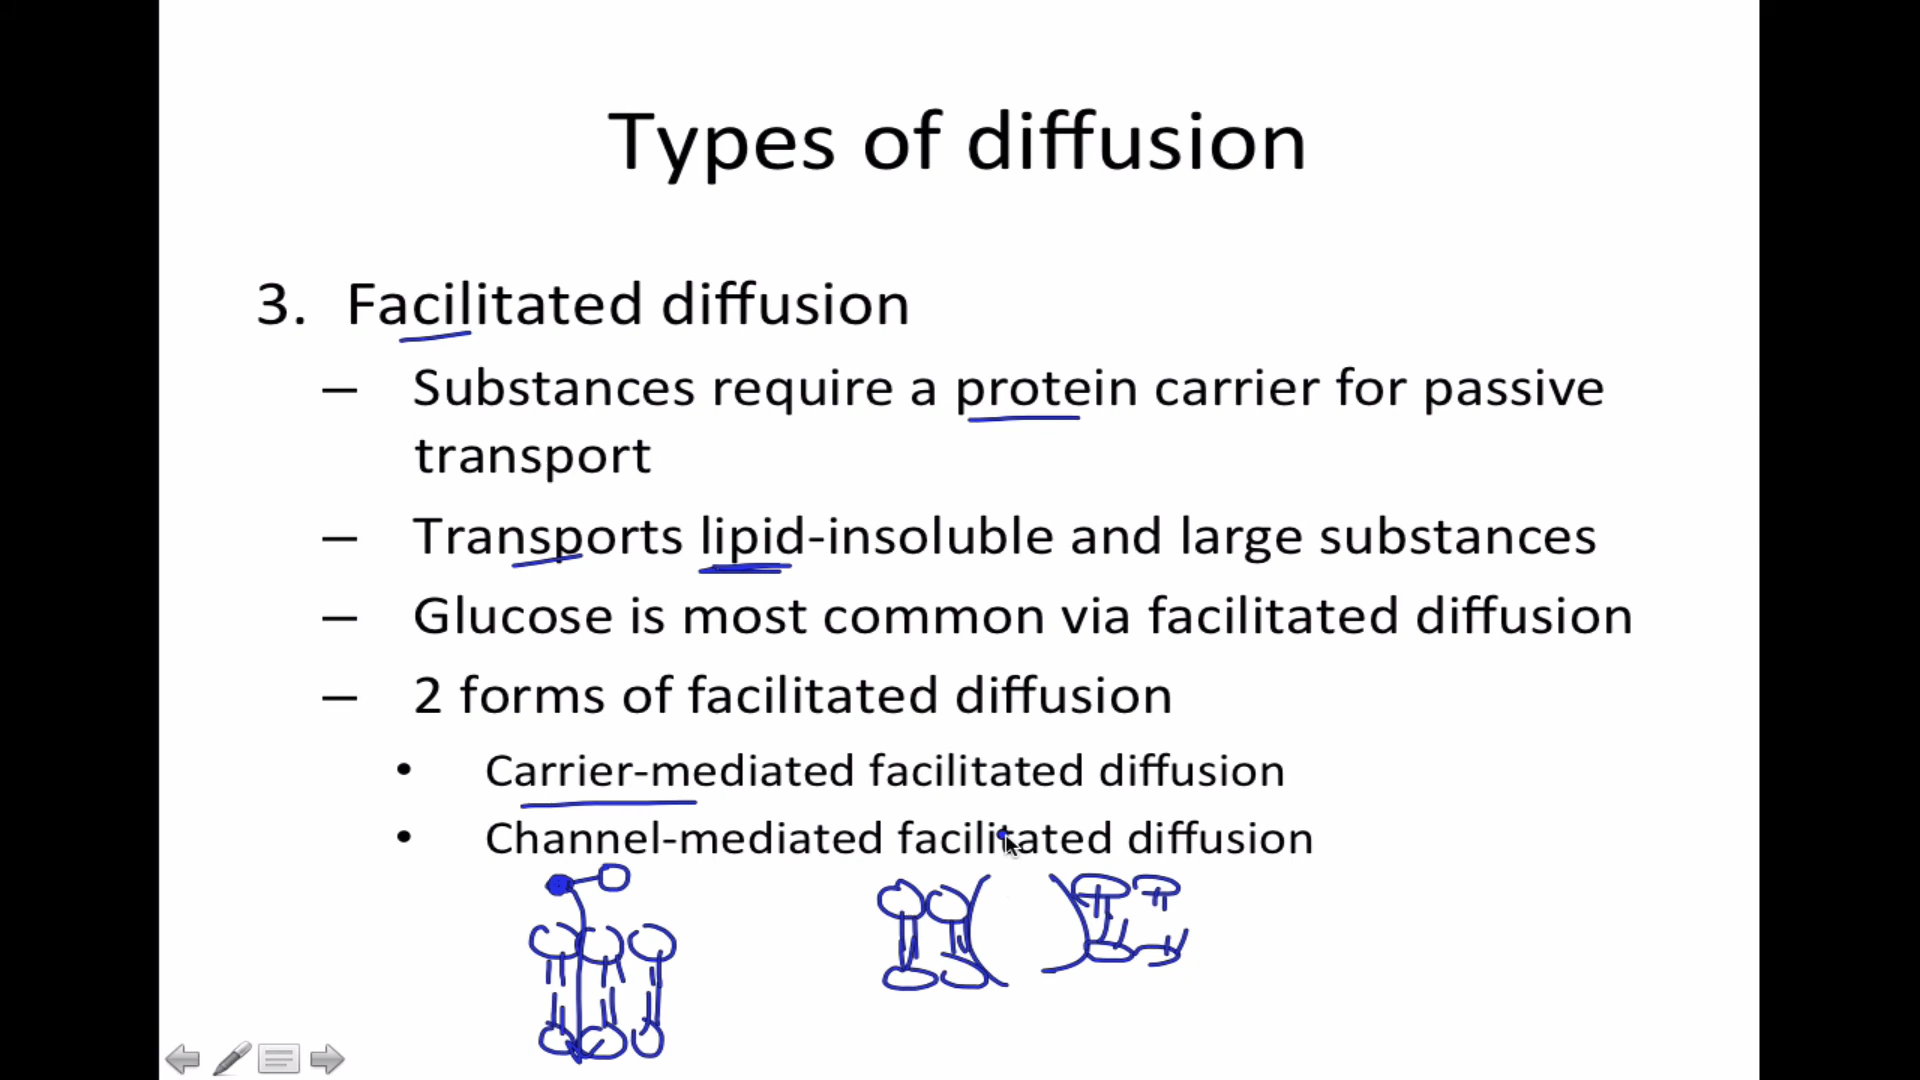 Types of diffusion
3. Facilitated diffusion
– Substances require a protein carrier for passive
transport
– Transports lipid-insoluble and large substances
– Glucose is most common via facilitated diffusion
– 2 forms of facilitated diffusion
• Carrier-mediated facilitated diffusion
• Channel-mediated facilitated diffusion